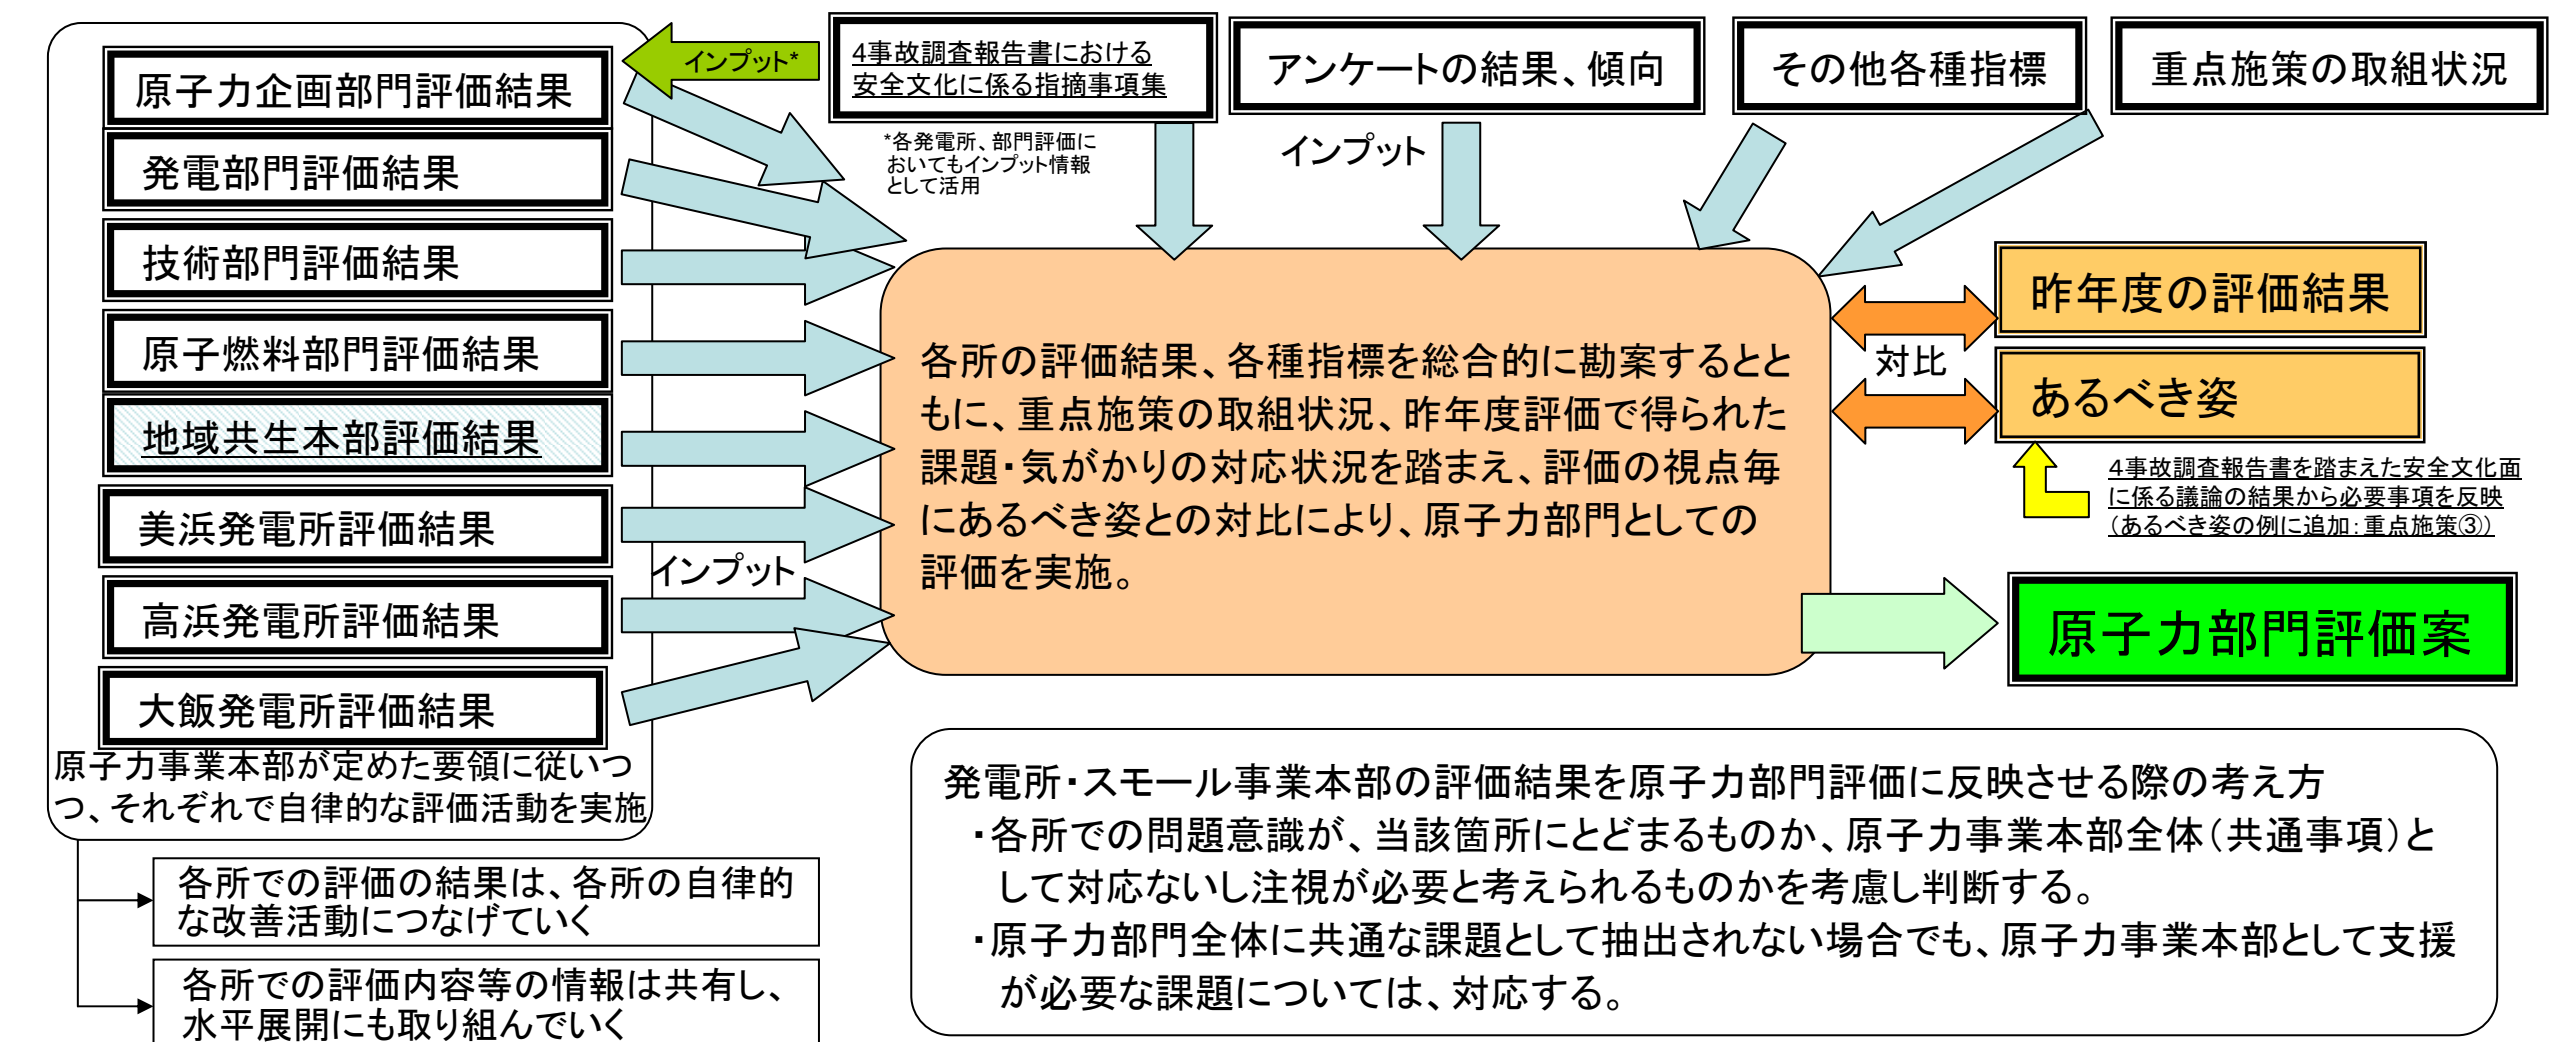 原子力企画部門評価結果
発電部門評価結果
技術部門評価結果
原子燃料部門評価結果
地域共生本部評価結果
美浜発電所評価結果
高浜発電所評価結果
大飯発電所評価結果
原子力事業本部が定めた要領に従いつ
つ、それぞれで自律的な評価活動を実施
各所での評価の結果は、各所の自律的
な改善活動につなげていく
各所での評価内容等の情報は共有し、
水平展開にも取り組んでいく
インプット*
4事故調査報告書における
安全文化に係る指摘事項集
*各発電所、部門評価に
おいてもインプット情報
として活用
アンケートの結果、傾向
インプット
その他各種指標
重点施策の取組状況
インプット
各所の評価結果、各種指標を総合的に勘案するとと
もに、重点施策の取組状況、昨年度評価で得られた
課題・気がかりの対応状況を踏まえ、評価の視点毎
にあるべき姿との対比により、原子力部門としての
評価を実施。
昨年度の評価結果
対比
あるべき姿
4事故調査報告書を踏まえた安全文化面
に係る議論の結果から必要事項を反映
（あるべき姿の例に追加：重点施策③）
原子力部門評価案
発電所・スモール事業本部の評価結果を原子力部門評価に反映させる際の考え方
・各所での問題意識が、当該箇所にとどまるものか、原子力事業本部全体（共通事項）と
して対応ないし注視が必要と考えられるものかを考慮し判断する。
・原子力部門全体に共通な課題として抽出されない場合でも、原子力事業本部として支援
が必要な課題については、対応する。